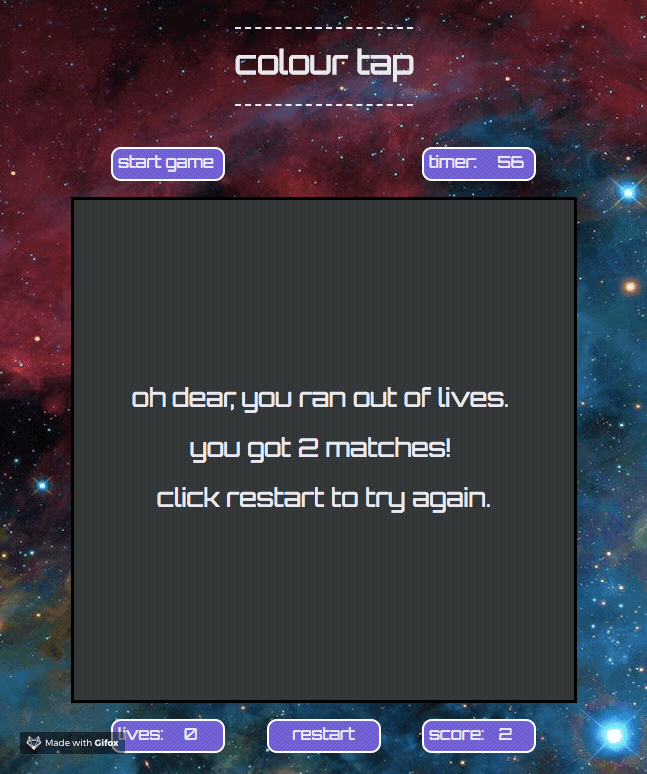 colour tap
start game
timer: 56
oh dear, you ran out of lives.
you got 2 matches!
click restart to try again.
lives: 0
restart
score: 2
Made with Gifox